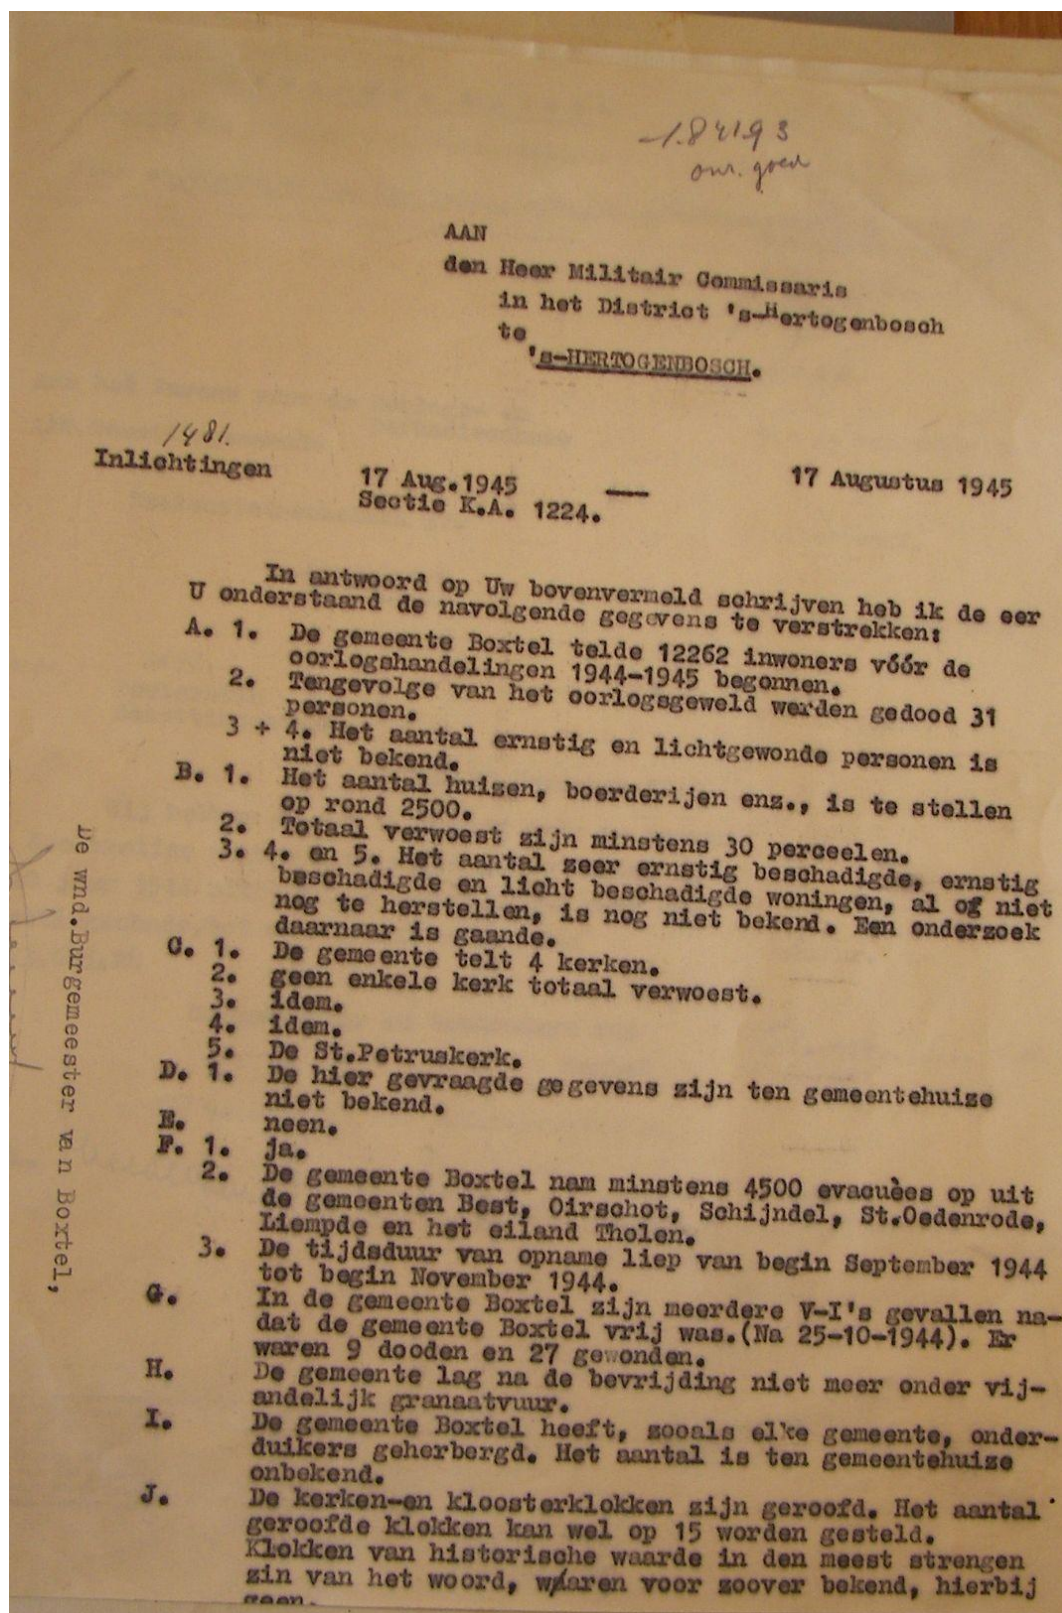 -1.84193
onr. goed
AAN
den Heer Militair Commissaris
in het District 's-Hertogenbosch
te
's-HERTOGENBOSCH.
1481.
Inlichtingen 17 Aug.1945 — 17 Augustus 1945
Sectie K.A. 1224.
In antwoord op Uw bovenvermeld schrijven heb ik de eer
U onderstaand de navolgende gegevens te verstrekken:
A. 1. De gemeente Boxtel telde 12262 inwoners vóór de
oorlogshandelingen 1944-1945 begonnen.
2. Tengevolge van het oorlogsgeweld werden gedood 31
personen.
3 + 4. Het aantal ernstig en lichtgewonde personen is
niet bekend.
B. 1. Het aantal huizen, boerderijen enz., is te stellen
op rond 2500.
2. Totaal verwoest zijn minstens 30 perceelen.
3. 4. en 5. Het aantal zeer ernstig beschadigde, ernstig
beschadigde en licht beschadigde woningen, al of niet
nog te herstellen, is nog niet bekend. Een onderzoek
daarnaar is gaande.
C. 1. De gemeente telt 4 kerken.
2. geen enkele kerk totaal verwoest.
3. idem.
4. idem.
5. De St.Petruskerk.
D. 1. De hier gevraagde gegevens zijn ten gemeentehuize
niet bekend.
E. neen.
F. 1. ja.
2. De gemeente Boxtel nam minstens 4500 evacuèes op uit
de gemeenten Best, Oirschot, Schijndel, St.Oedenrode,
Liempde en het eiland Tholen.
3. De tijdsduur van opname liep van begin September 1944
tot begin November 1944.
G. In de gemeente Boxtel zijn meerdere V-I's gevallen na-
dat de gemeente Boxtel vrij was.(Na 25-10-1944). Er
waren 9 dooden en 27 gewonden.
H. De gemeente lag na de bevrijding niet meer onder vij-
andelijk granaatvuur.
I. De gemeente Boxtel heeft, zooals elke gemeente, onder-
duikers geherbergd. Het aantal is ten gemeentehuize
onbekend.
J. De kerken-en kloosterklokken zijn geroofd. Het aantal
geroofde klokken kan wel op 15 worden gesteld.
Klokken van historische waarde in den meest strengen
zin van het woord, waren voor zoover bekend, hierbij
geen.
De wnd.Burgemeester van Boxtel,